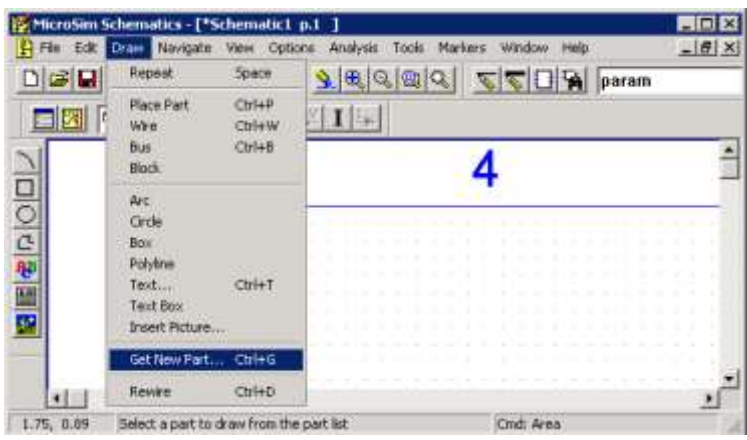 MicroSim Schematics - [*Schematic1 p.1 ]
File Edit Draw Navigate View Options Analysis Tools Markers Window Help
param
Repeat Space
Place Part Ctrl+P
Wire Ctrl+W
Bus Ctrl+B
Block
Arc
Circle
Box
Polyline
Text... Ctrl+T
Text Box
Insert Picture...
Get New Part... Ctrl+G
Rewire Ctrl+D
4
1.75, 0.89 Select a part to draw from the part list Cmd: Area